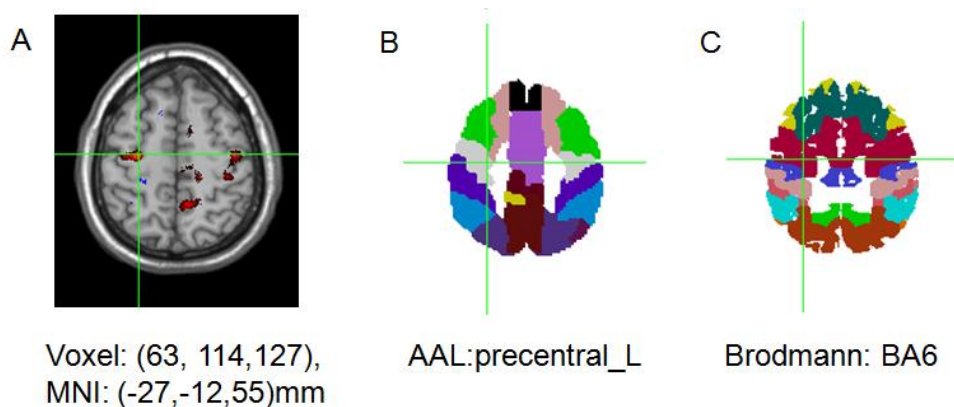 A
B
C
Voxel: (63, 114,127),
MNI: (-27,-12,55)mm
AAL:precentral_L
Brodmann: BA6